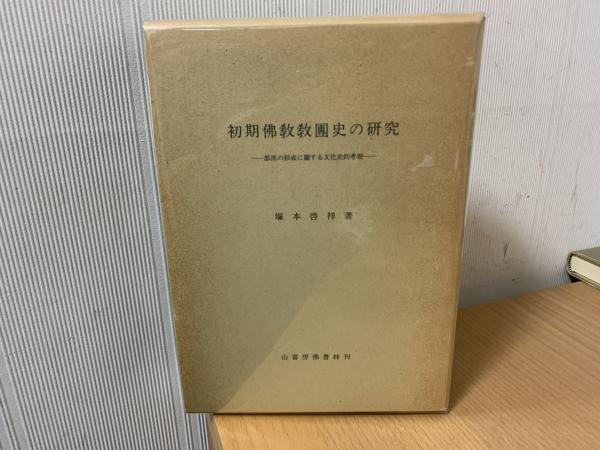 初期佛教教團史の研究
――部派の形成に關する文化史的考察――
塚本啓祥著
山喜房佛書林刊